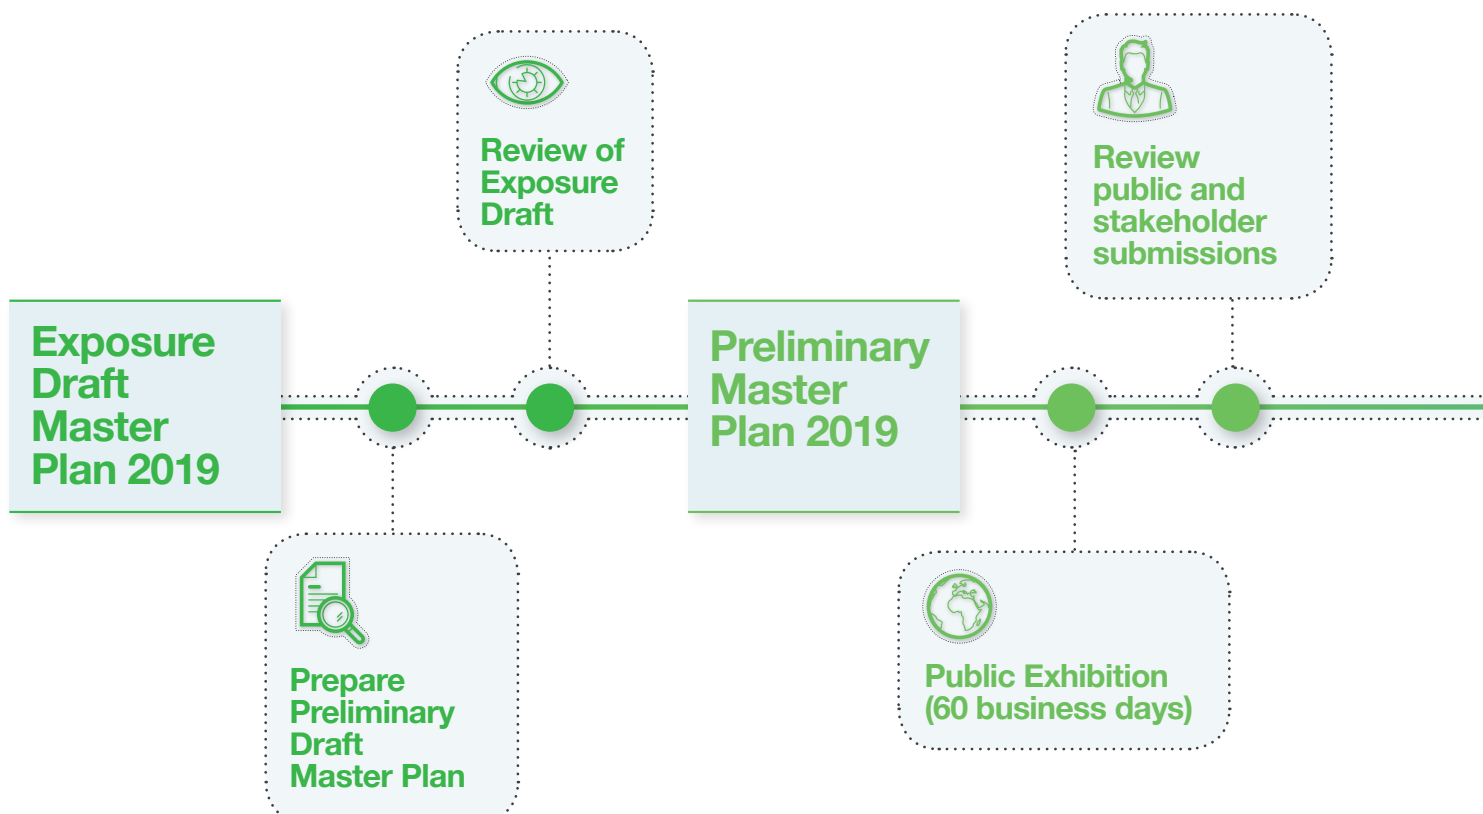 Exposure
Draft
Master
Plan 2019
Prepare
Preliminary
Draft
Master Plan
Review of
Exposure
Draft
Preliminary
Master
Plan 2019
Public Exhibition
(60 business days)
Review
public and
stakeholder
submissions